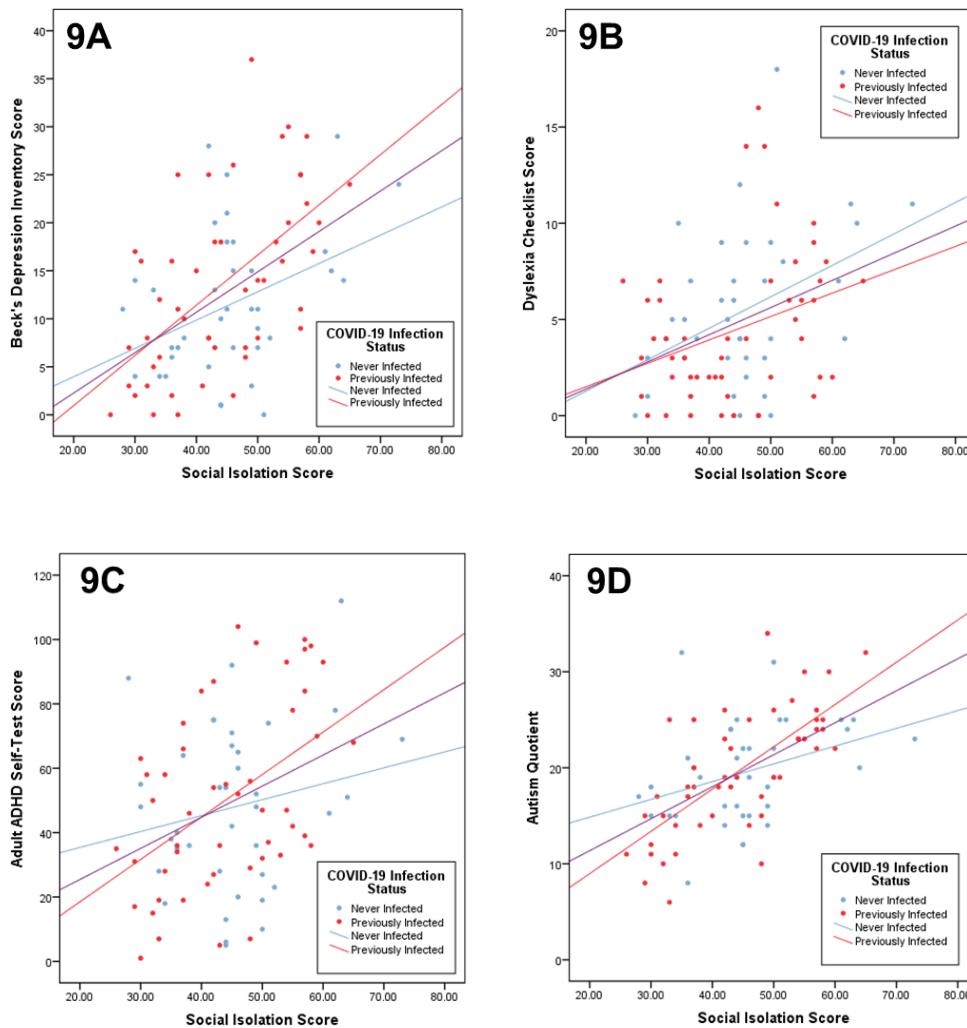 9A
40
35
30
25
20
15
10
5
0
Beck's Depression Inventory Score
20.00 30.00 40.00 50.00 60.00 70.00 80.00
Social Isolation Score
COVID-19 Infection
Status
Never Infected
Previously Infected
Never Infected
Previously Infected
9B
20
15
10
5
0
Dyslexia Checklist Score
20.00 30.00 40.00 50.00 60.00 70.00 80.00
Social Isolation Score
COVID-19 Infection
Status
Never Infected
Previously Infected
Never Infected
Previously Infected
9C
120
100
80
60
40
20
0
Adult ADHD Self-Test Score
20.00 30.00 40.00 50.00 60.00 70.00 80.00
Social Isolation Score
COVID-19 Infection
Status
Never Infected
Previously Infected
Never Infected
Previously Infected
9D
40
30
20
10
0
Autism Quotient
20.00 30.00 40.00 50.00 60.00 70.00 80.00
Social Isolation Score
COVID-19 Infection
Status
Never Infected
Previously Infected
Never Infected
Previously Infected